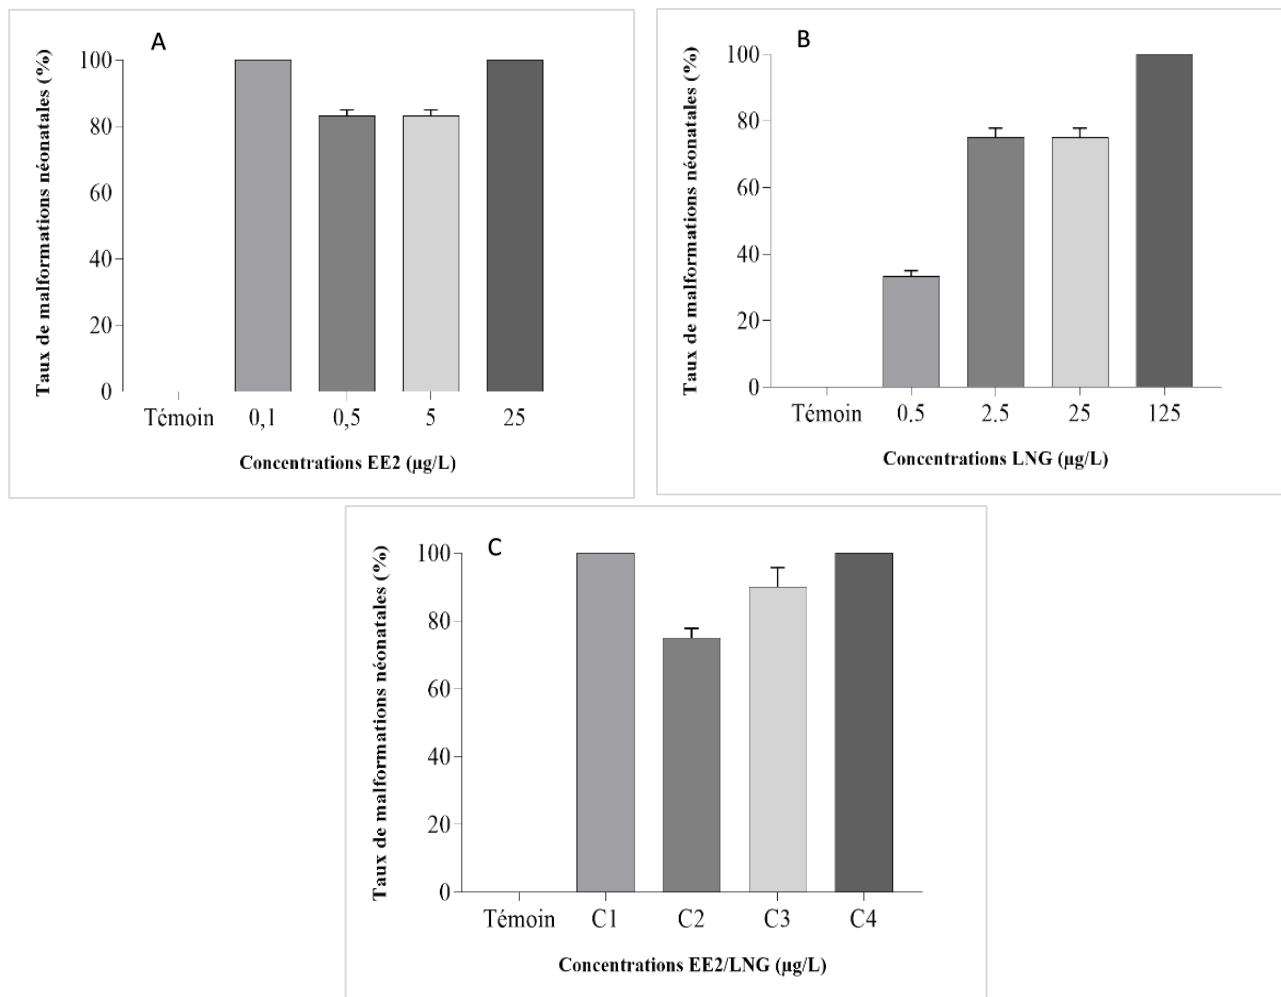 A
Taux de malformations néonatales (%)
100
80
60
40
20
0
Témoin 0,1 0,5 5 25
Concentrations EE2 (µg/L)
B
Taux de malformations néonatales (%)
100
80
60
40
20
0
Témoin 0.5 2.5 25 125
Concentrations LNG (µg/L)
C
Taux de malformations néonatales (%)
100
80
60
40
20
0
Témoin C1 C2 C3 C4
Concentrations EE2/LNG (µg/L)